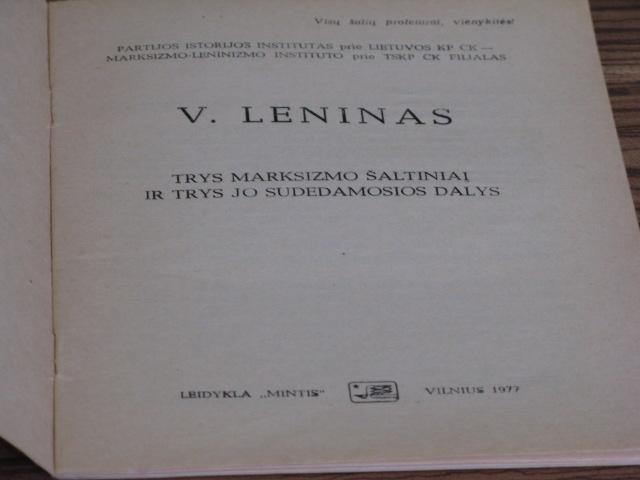 Visų šalių proletarai, vienykitės!
PARTIJOS ISTORIJOS INSTITUTAS prie LIETUVOS KP CK —
MARKSIZMO-LENINIZMO INSTITUTO prie TSKP CK FILIALAS
V. LENINAS
TRYS MARKSIZMO ŠALTINIAI
IR TRYS JO SUDEDAMOSIOS DALYS
LEIDYKLA „MINTIS“ VILNIUS 1977